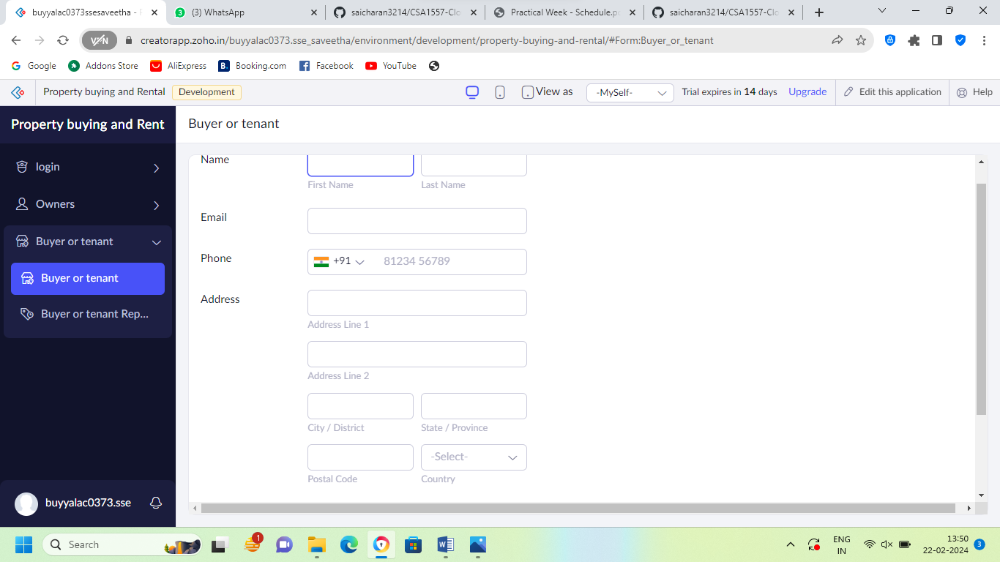 buyyalac0373ssesaveetha -
(3) WhatsApp
saicharan3214/CSA1557-Clo
Practical Week - Schedule.p
saicharan3214/CSA1557-Clo
VPN
creatorapp.zoho.in/buyyalac0373.sse_saveetha/environment/development/property-buying-and-rental/#Form:Buyer_or_tenant
Google
Addons Store
AliExpress
Booking.com
Facebook
YouTube
Property buying and Rental
Development
View as
-MySelf-
Trial expires in 14 days
Upgrade
Edit this application
Help
Property buying and Rent
login
Owners
Buyer or tenant
Buyer or tenant
Buyer or tenant Rep...
buyyalac0373.sse
Buyer or tenant
Name
First Name
Last Name
Email
Phone
+91
81234 56789
Address
Address Line 1
Address Line 2
City / District
State / Province
-Select-
Postal Code
Country
Search
1
ENG
IN
13:50
22-02-2024
3